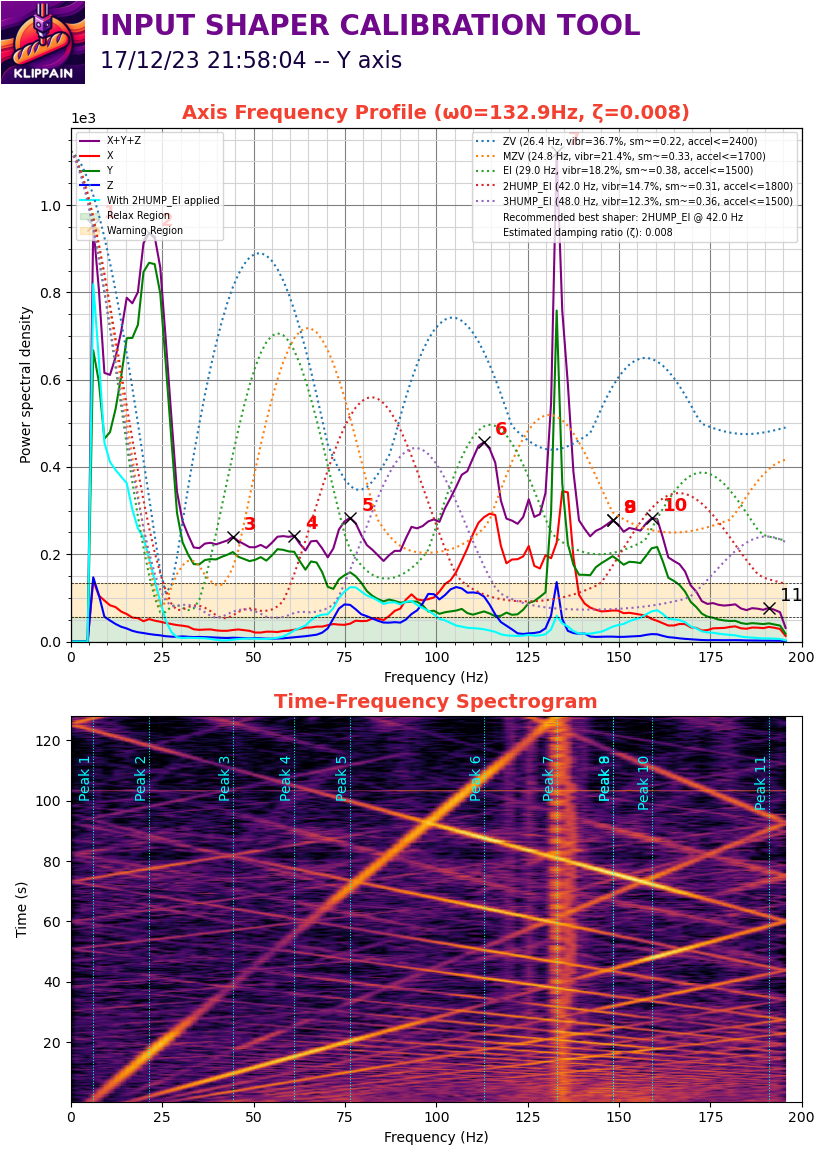 INPUT SHAPER CALIBRATION TOOL
17/12/23 21:58:04 -- Y axis
KLIPPAIN
Axis Frequency Profile (ω0=132.9Hz, ζ=0.008)
1e3
X+Y+Z
X
Y
Z
With 2HUMP_EI applied
Relax Region
Warning Region
ZV (26.4 Hz, vibr=36.7%, sm~=0.22, accel<=2400)
MZV (24.8 Hz, vibr=21.4%, sm~=0.33, accel<=1700)
EI (29.0 Hz, vibr=18.2%, sm~=0.38, accel<=1500)
2HUMP_EI (42.0 Hz, vibr=14.7%, sm~=0.31, accel<=1800)
3HUMP_EI (48.0 Hz, vibr=12.3%, sm~=0.36, accel<=1500)
Recommended best shaper: 2HUMP_EI @ 42.0 Hz
Estimated damping ratio (ζ): 0.008
Power spectral density
1.0
0.8
0.6
0.4
0.2
0.0
3
4
5
6
7
10
11
0
25
50
75
100
125
150
175
200
Frequency (Hz)
Time-Frequency Spectrogram
Time (s)
120
100
80
60
40
20
Peak 1
Peak 2
Peak 3
Peak 4
Peak 5
Peak 6
Peak 7
Peak 10
Peak 11
0
25
50
75
100
125
150
175
200
Frequency (Hz)